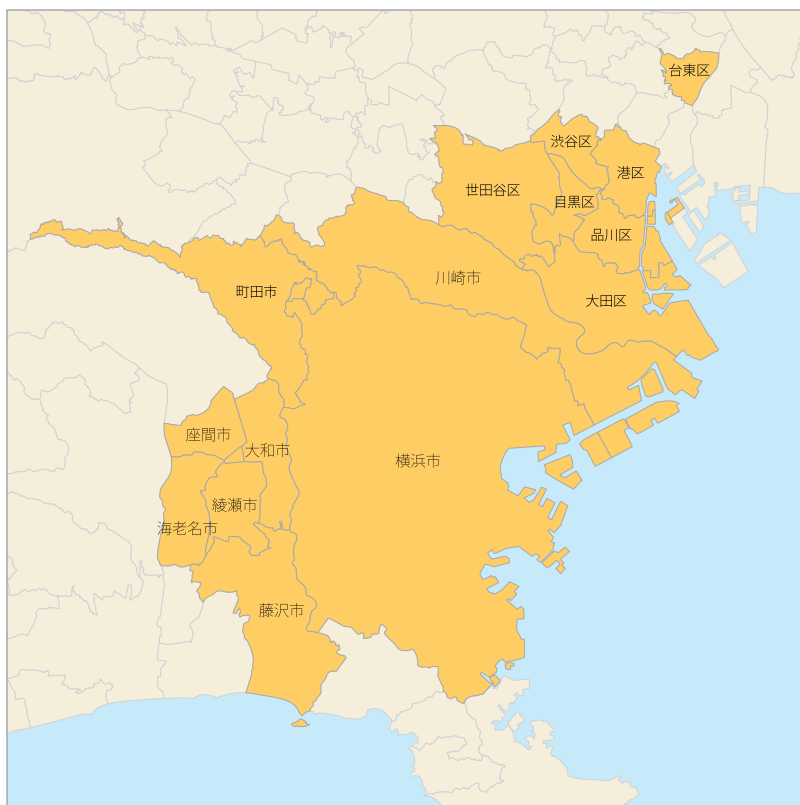 台東区
渋谷区
港区
世田谷区
目黒区
品川区
川崎市
町田市
大田区
座間市
大和市
横浜市
綾瀬市
海老名市
藤沢市